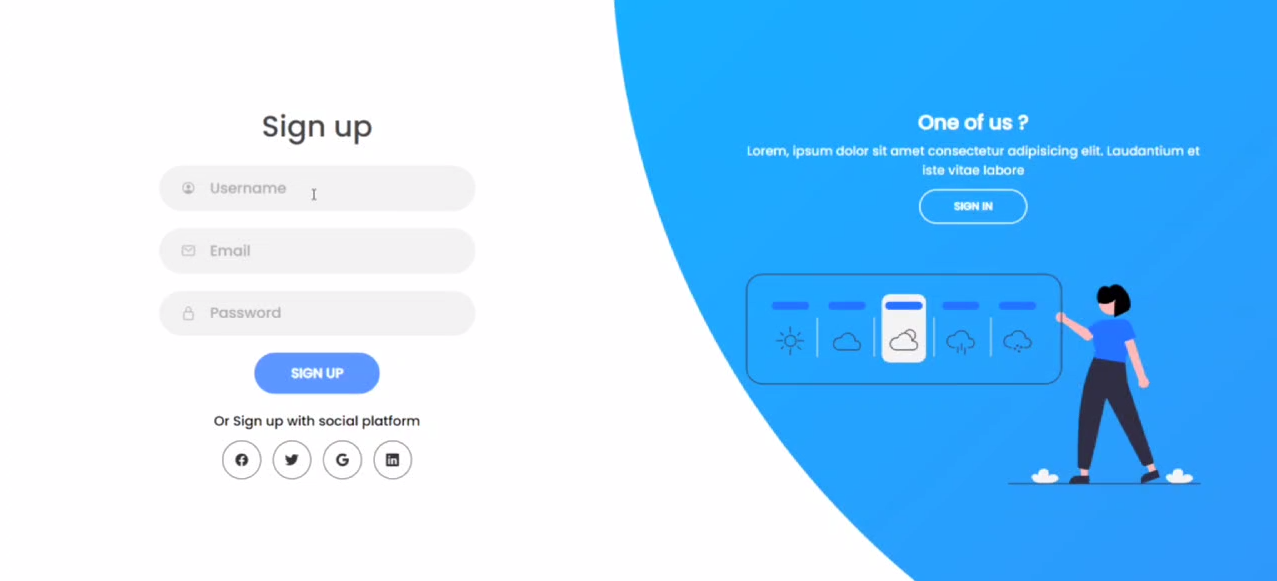 Sign up
Username
Email
Password
SIGN UP
Or Sign up with social platform
One of us ?
Lorem, ipsum dolor sit amet consectetur adipisicing elit. Laudantium et
iste vitae labore
SIGN IN